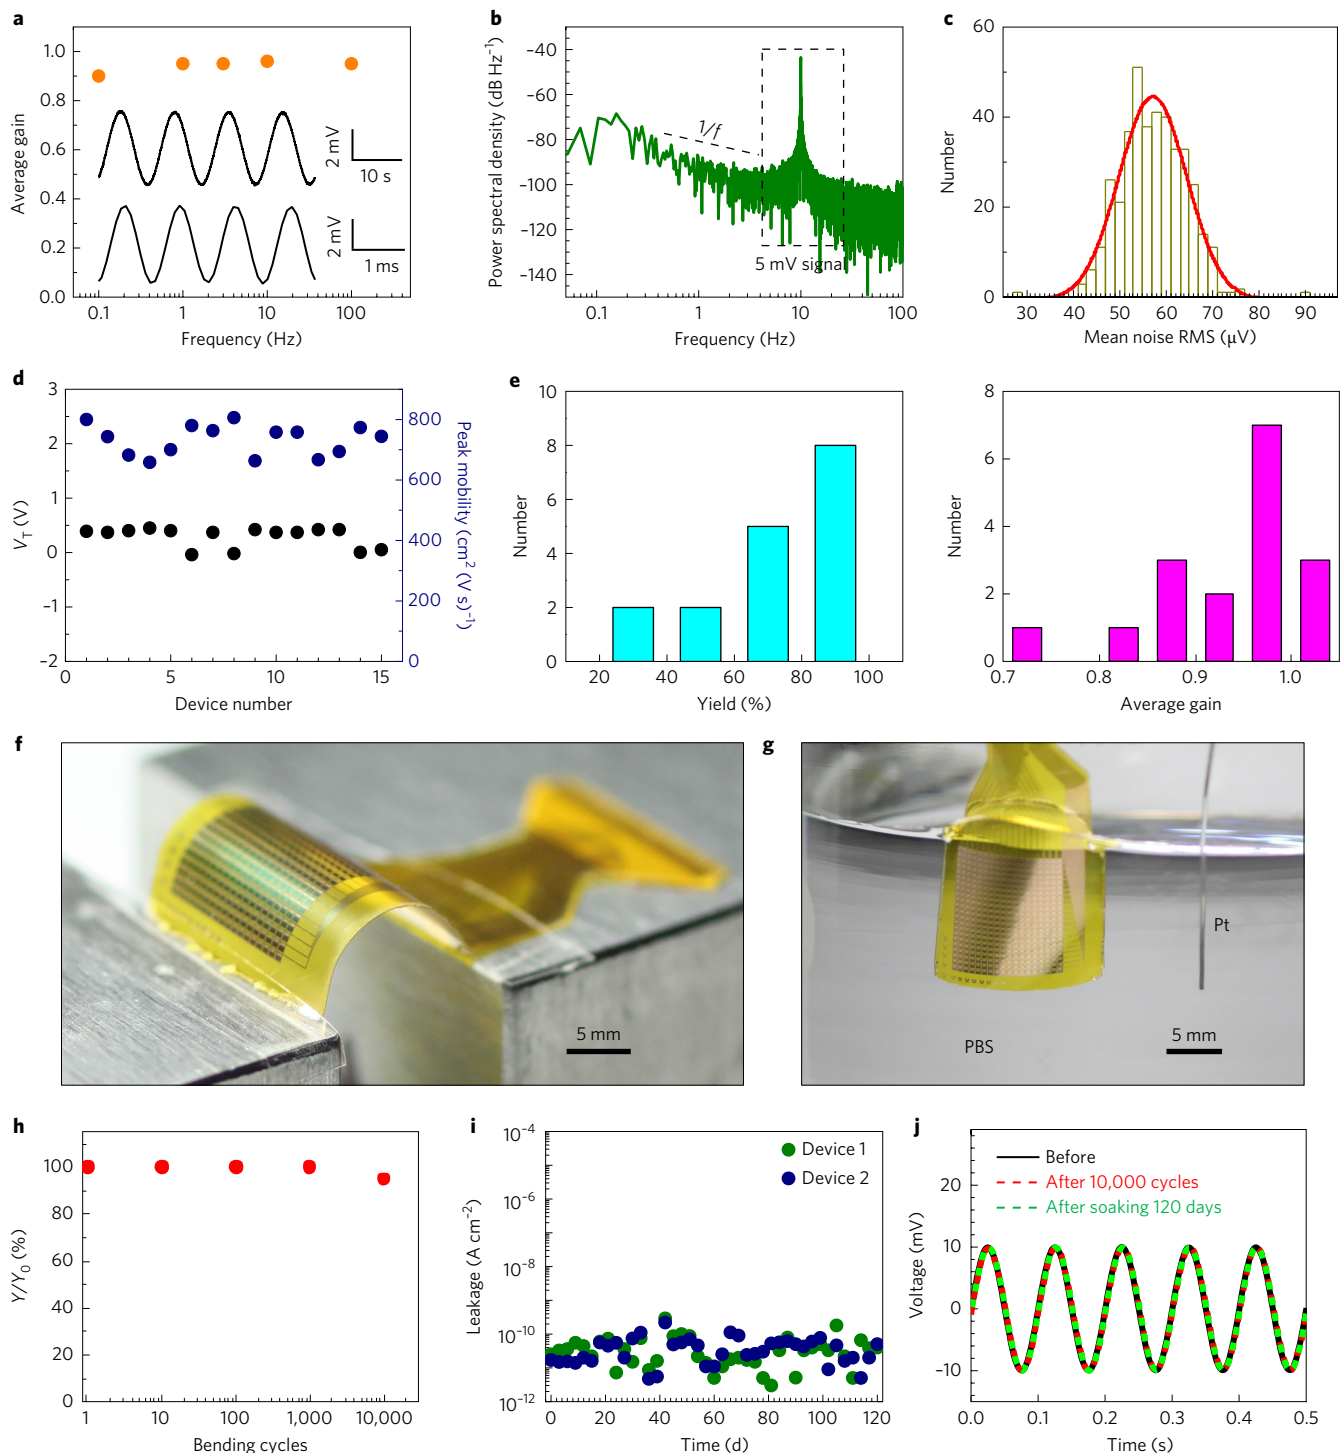 a
Average gain
1.0
0.8
0.6
0.4
0.2
0.0
2 mV
10 s
2 mV
1 ms
0.1
1
10
100
Frequency (Hz)
b
Power spectral density (dB Hz⁻¹)
−40
−60
−80
−100
−120
−140
1/f
5 mV signal
0.1
1
10
100
Frequency (Hz)
c
Number
60
40
20
0
30 40 50 60 70 80 90
Mean noise RMS (μV)
d
V_T (V)
3
2
1
0
−1
−2
0 5 10 15
Device number
800
600
400
200
0
Peak mobility (cm² (V s)⁻¹)
e
Number
10
8
6
4
2
0
20 40 60 80 100
Yield (%)
Number
8
6
4
2
0
0.7 0.8 0.9 1.0
Average gain
f
5 mm
g
Pt
PBS
5 mm
h
Y/Y₀ (%)
100
80
60
40
20
0
1 10 100 1,000 10,000
Bending cycles
i
Leakage (A cm⁻²)
10⁻⁴
10⁻⁶
10⁻⁸
10⁻¹⁰
10⁻¹²
Device 1
Device 2
0 20 40 60 80 100 120
Time (d)
j
Voltage (mV)
20
10
0
−10
Before
After 10,000 cycles
After soaking 120 days
0.0 0.1 0.2 0.3 0.4 0.5
Time (s)